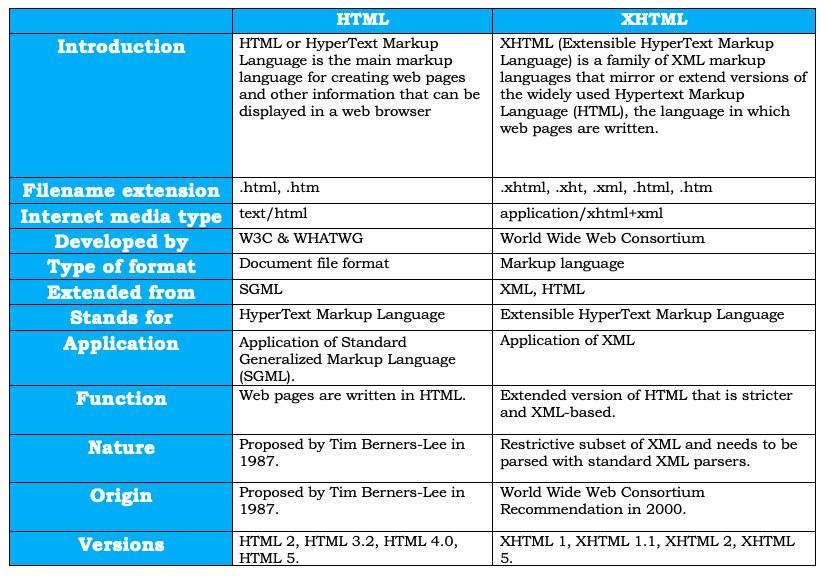 HTML
XHTML
Introduction
HTML or HyperText Markup
Language is the main markup
language for creating web pages
and other information that can be
displayed in a web browser
XHTML (Extensible HyperText Markup
Language) is a family of XML markup
languages that mirror or extend versions of
the widely used Hypertext Markup
Language (HTML), the language in which
web pages are written.
Filename extension
.html, .htm
.xhtml, .xht, .xml, .html, .htm
Internet media type
text/html
application/xhtml+xml
Developed by
W3C & WHATWG
World Wide Web Consortium
Type of format
Document file format
Markup language
Extended from
SGML
XML, HTML
Stands for
HyperText Markup Language
Extensible HyperText Markup Language
Application
Application of Standard
Generalized Markup Language
(SGML).
Application of XML
Function
Web pages are written in HTML.
Extended version of HTML that is stricter
and XML-based.
Nature
Proposed by Tim Berners-Lee in
1987.
Restrictive subset of XML and needs to be
parsed with standard XML parsers.
Origin
Proposed by Tim Berners-Lee in
1987.
World Wide Web Consortium
Recommendation in 2000.
Versions
HTML 2, HTML 3.2, HTML 4.0,
HTML 5.
XHTML 1, XHTML 1.1, XHTML 2, XHTML
5.